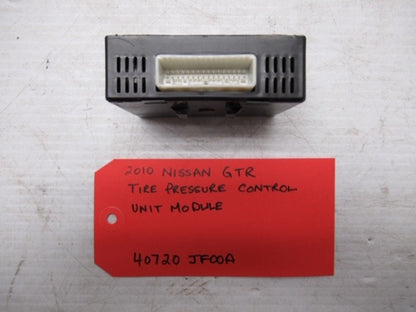 2010 NISSAN GTR
TIRE PRESSURE CONTROL
UNIT MODULE
40720 JF00A